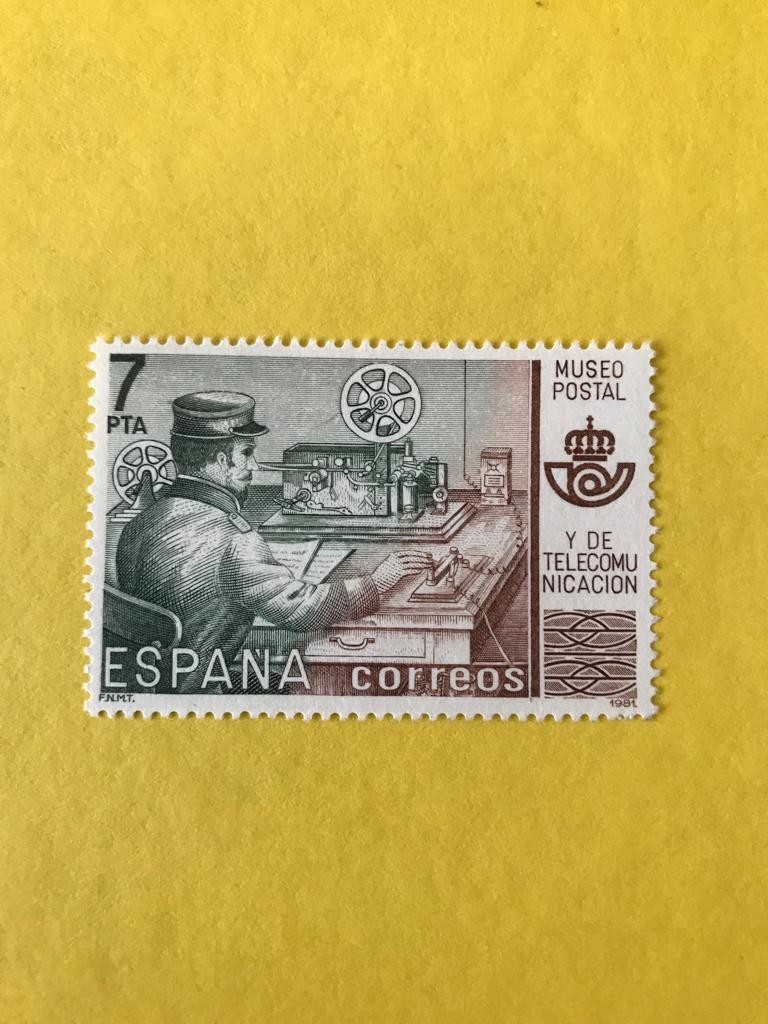 7
PTA
ESPAÑA correos
F.N.M.T.
MUSEO
POSTAL
Y DE
TELECOMU
NICACION
1981.